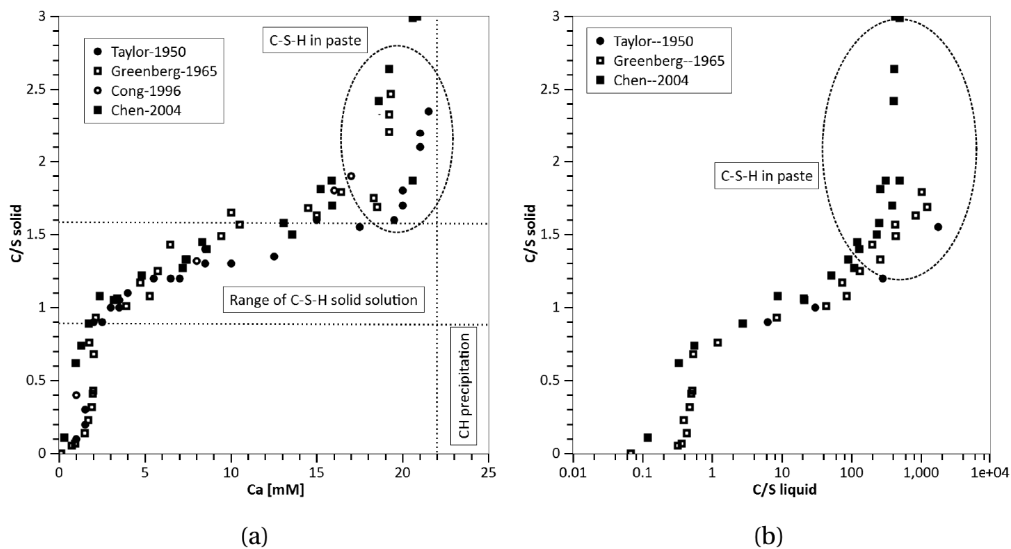 3
2.5
2
1.5
1
0.5
0
C/S solid
C-S-H in paste
Taylor-1950
Greenberg-1965
Cong-1996
Chen-2004
Range of C-S-H solid solution
CH precipitation
0 5 10 15 20 25
Ca [mM]
(a)
3
2.5
2
1.5
1
0.5
0
C/S solid
Taylor--1950
Greenberg--1965
Chen--2004
C-S-H in paste
0.01 0.1 1 10 100 1,000 1e+04
C/S liquid
(b)